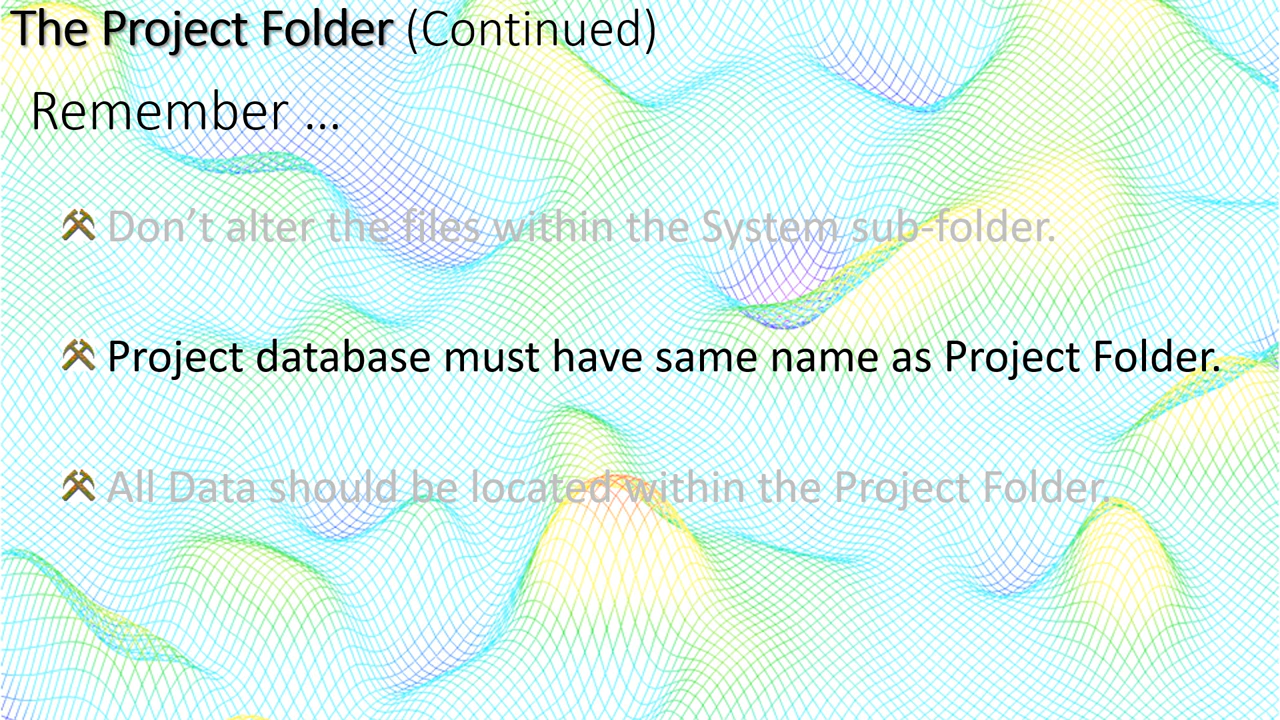 The Project Folder (Continued)
Remember ...
Don’t alter the files within the System sub-folder.
Project database must have same name as Project Folder.
All Data should be located within the Project Folder.